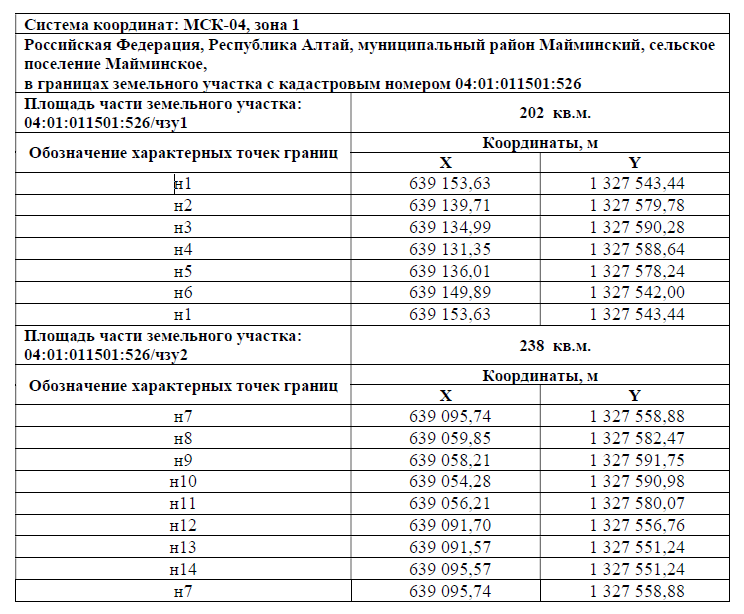 Система координат: МСК-04, зона 1
Российская Федерация, Республика Алтай, муниципальный район Майминский, сельское
поселение Майминское,
в границах земельного участка с кадастровым номером 04:01:011501:526
Площадь части земельного участка:
04:01:011501:526/чзу1
202 кв.м.
Обозначение характерных точек границ
Координаты, м
X Y
н1 639 153,63 1 327 543,44
н2 639 139,71 1 327 579,78
н3 639 134,99 1 327 590,28
н4 639 131,35 1 327 588,64
н5 639 136,01 1 327 578,24
н6 639 149,89 1 327 542,00
н1 639 153,63 1 327 543,44
Площадь части земельного участка:
04:01:011501:526/чзу2
238 кв.м.
Обозначение характерных точек границ
Координаты, м
X Y
н7 639 095,74 1 327 558,88
н8 639 059,85 1 327 582,47
н9 639 058,21 1 327 591,75
н10 639 054,28 1 327 590,98
н11 639 056,21 1 327 580,07
н12 639 091,70 1 327 556,76
н13 639 091,57 1 327 551,24
н14 639 095,57 1 327 551,24
н7 639 095,74 1 327 558,88